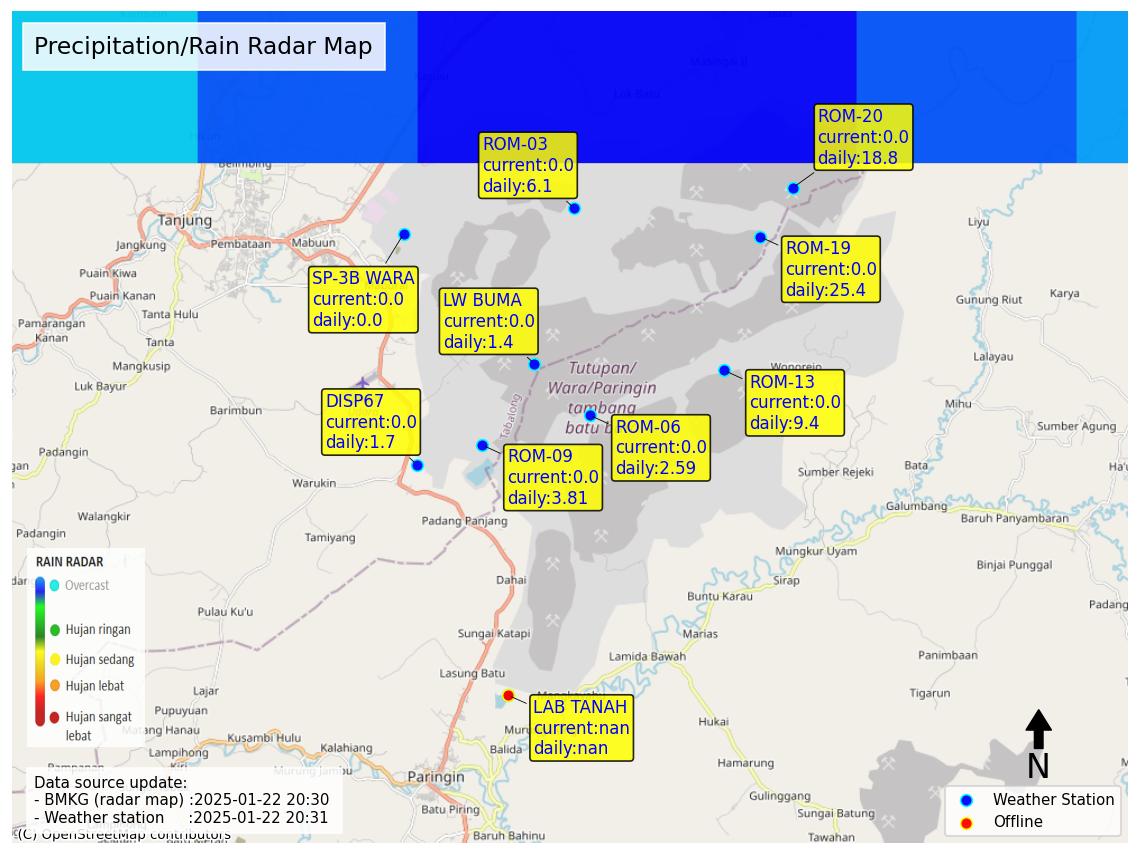 Precipitation/Rain Radar Map
Belimbing
Tanjung
Jangkung
Pembataan
Mabuun
Puain Kiwa
Puain Kanan
Tanta Hulu
Pamarangan
Kanan
Tanta
Mangkusip
Luk Bayur
Barimbun
Warukin
Walangkir
Padangin
Tamiyang
Padang Panjang
Dahai
Pulau Ku'u
Sungai Katapi
Lasung Batu
Lajar
Pupuyuan
Matang Hanau
Lampihong
Kusambi Hulu
Kalahiang
Murung Jambu
Paringin
Balida
Batu Piring
Baruh Bahinu
Liyu
Gunung Riut
Karya
Lalayau
Wonorejo
Mihu
Sumber Agung
Sumber Rejeki
Bata
Galumbang
Baruh Panyambaran
Mungkur Uyam
Binjai Punggal
Sirap
Buntu Karau
Marias
Lamida Bawah
Panimbaan
Tigarun
Hukai
Hamarung
Gulinggang
Sungai Batung
Tawahan
Tabalong
Tutupan/
Wara/Paringin
tambang
batu
ROM-20
current:0.0
daily:18.8
ROM-03
current:0.0
daily:6.1
ROM-19
current:0.0
daily:25.4
SP-3B WARA
current:0.0
daily:0.0
LW BUMA
current:0.0
daily:1.4
ROM-13
current:0.0
daily:9.4
DISP67
current:0.0
daily:1.7
ROM-06
current:0.0
daily:2.59
ROM-09
current:0.0
daily:3.81
LAB TANAH
current:nan
daily:nan
RAIN RADAR
Overcast
Hujan ringan
Hujan sedang
Hujan lebat
Hujan sangat
lebat
Data source update:
- BMKG (radar map) :2025-01-22 20:30
- Weather station :2025-01-22 20:31
(C) OpenStreetMap contributors
N
Weather Station
Offline